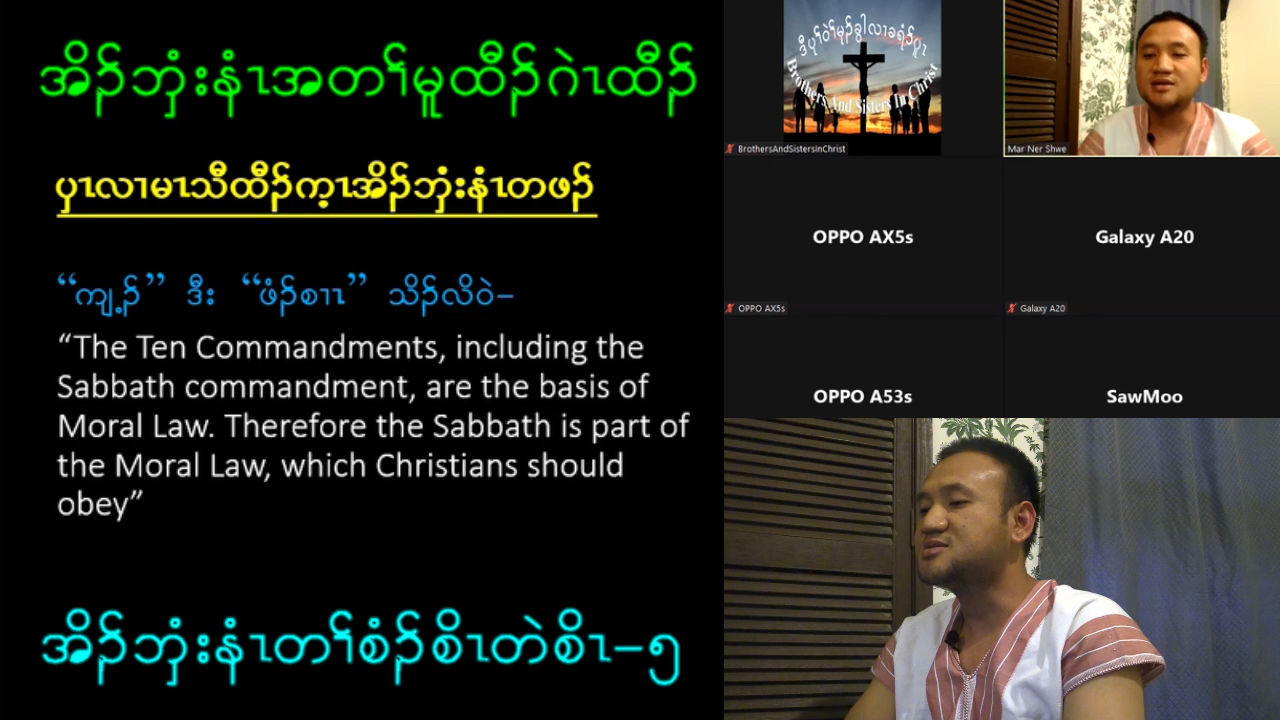 အိၣ်ဘှံးနံၤအတၢ်မူထီၣ်ဂဲၤထီၣ်
ပှၤလၢမၤသီထီၣ်က့ၤအိၣ်ဘှံးနံၤတဖၣ်
“ကျ့ၣ်” ဒီး “ဖံၣ်စၢၤ” သိၣ်လိဝဲ–
“The Ten Commandments, including the
Sabbath commandment, are the basis of
Moral Law. Therefore the Sabbath is part of
the Moral Law, which Christians should
obey”
အိၣ်ဘှံးနံၤတၢ်စံၣ်စိၤတဲစိၤ–၅
Brothers And Sisters In Christ
BrothersAndSistersInChrist
Mar Ner Shwe
OPPO AX5s
Galaxy A20
OPPO AX5s
Galaxy A20
OPPO A53s
SawMoo